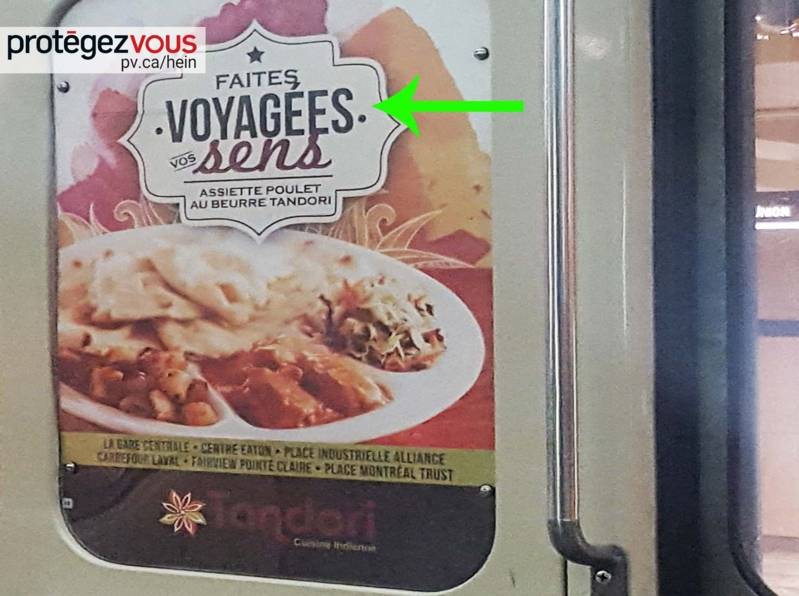 protégezvous
pv.ca/hein
FAITES
·VOYAGÉES·
VOS sens
ASSIETTE POULET
AU BEURRE TANDORI
LA GARE CENTRALE • CENTRE EATON • PLACE INDUSTRIELLE ALLIANCE
CARREFOUR LAVAL • FAIRVIEW POINTE CLAIRE • PLACE MONTRÉAL TRUST
Tandori
Cuisine Indienne